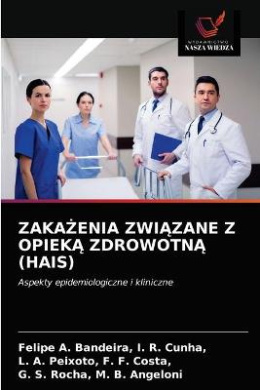 WYDAWNICTWO
NASZA WIEDZA
ZAKAŻENIA ZWIĄZANE Z
OPIEKĄ ZDROWOTNĄ
(HAIS)
Aspekty epidemiologiczne i kliniczne
Felipe A. Bandeira, I. R. Cunha,
L. A. Peixoto, F. F. Costa,
G. S. Rocha, M. B. Angeloni